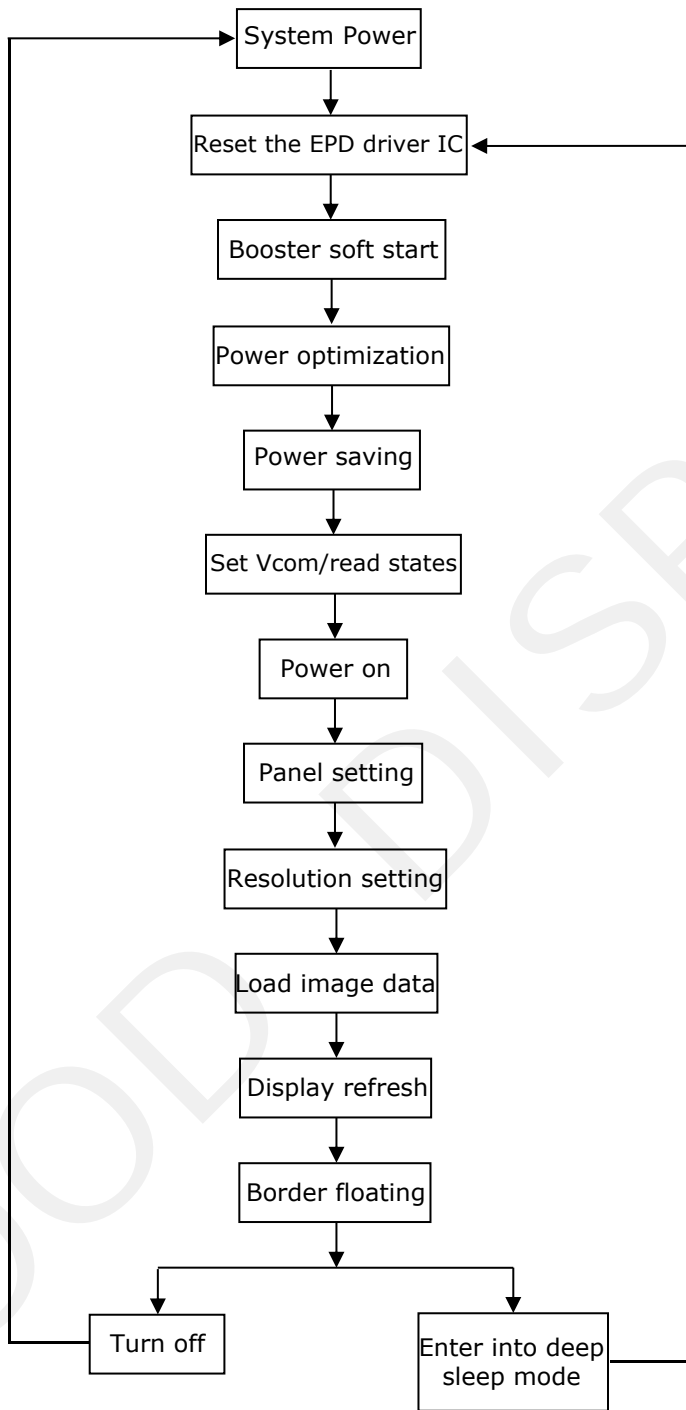 System Power
Reset the EPD driver IC
Booster soft start
Power optimization
Power saving
Set Vcom/read states
Power on
Panel setting
Resolution setting
Load image data
Display refresh
Border floating
Turn off
Enter into deep
sleep mode
OOD DISP